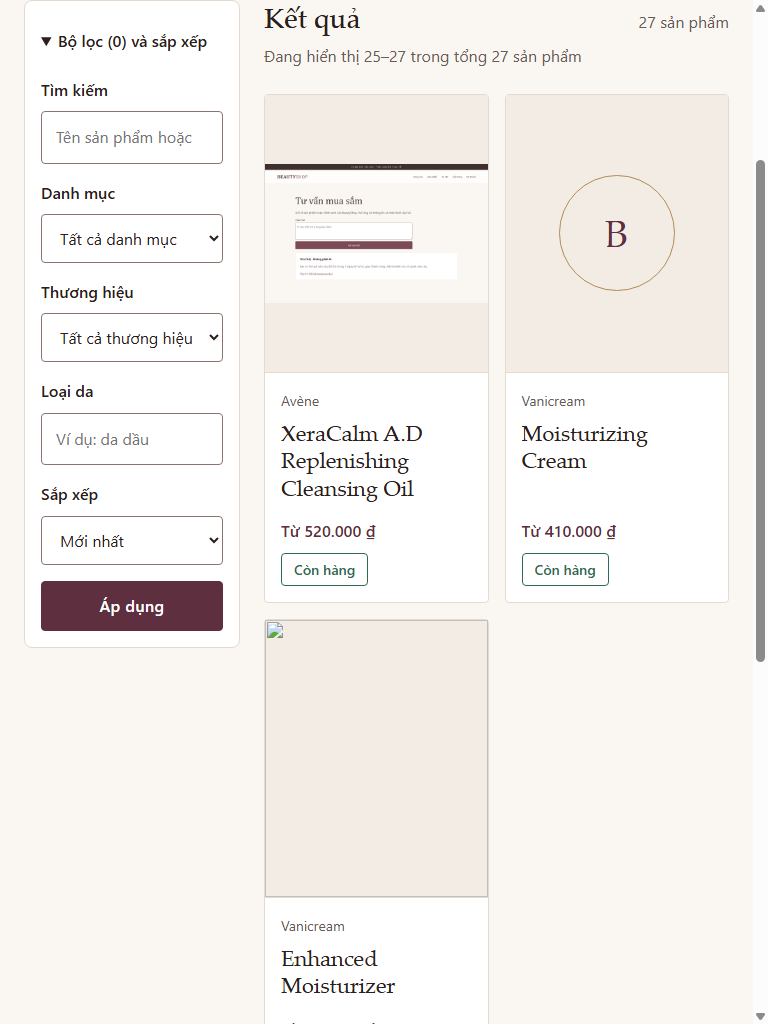 Bộ lọc (0) và sắp xếp
Tìm kiếm
Tên sản phẩm hoặc
Danh mục
Tất cả danh mục
Thương hiệu
Tất cả thương hiệu
Loại da
Ví dụ: da dầu
Sắp xếp
Mới nhất
Áp dụng
Kết quả
27 sản phẩm
Đang hiển thị 25–27 trong tổng 27 sản phẩm
BEAUTYSHOP
Tư vấn mua sắm
Avène
XeraCalm A.D
Replenishing
Cleansing Oil
Từ 520.000 ₫
Còn hàng
B
Vanicream
Moisturizing
Cream
Từ 410.000 ₫
Còn hàng
Vanicream
Enhanced
Moisturizer